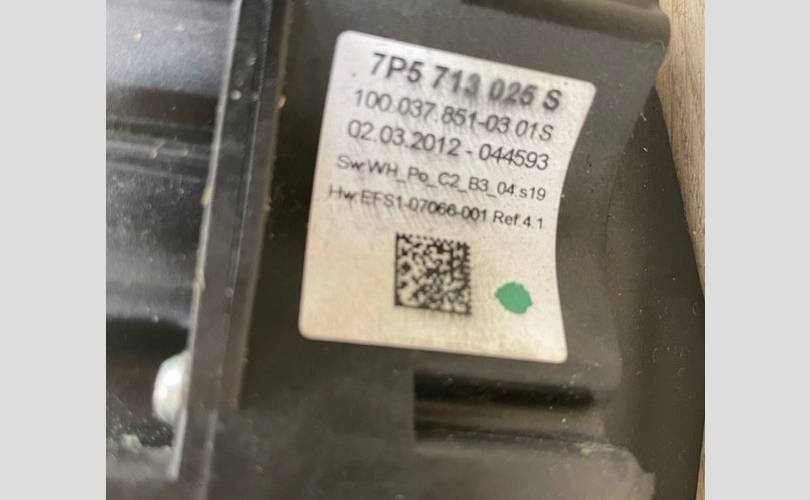 7P5 713 025 S
100.037.851-03 01S
02.03.2012 - 044593
Sw.WH_Po_C2_B3_04.s19
Hw.EFS1-07066-001 Ref.4.1